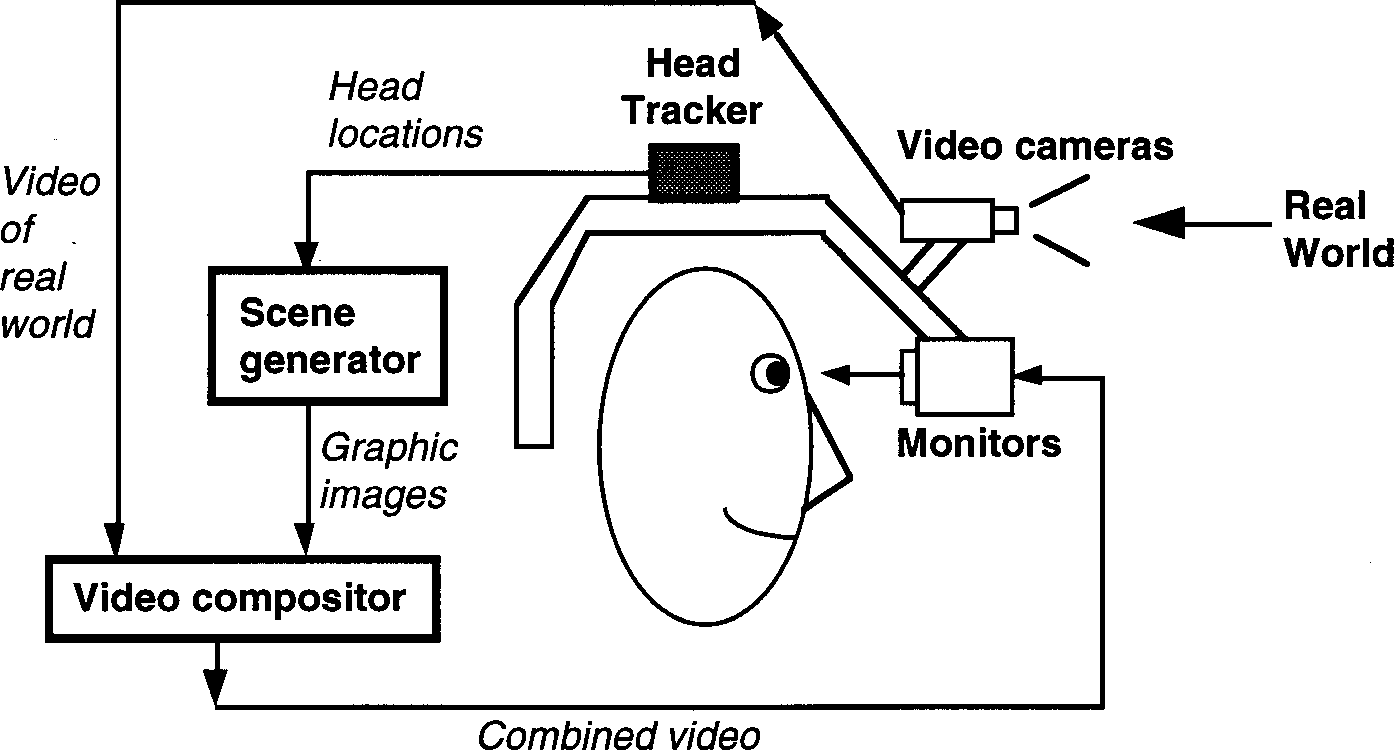 Head
Tracker
Head
locations
Video cameras
Real
World
Video
of
real
world
Scene
generator
Graphic
images
Monitors
Video compositor
Combined video